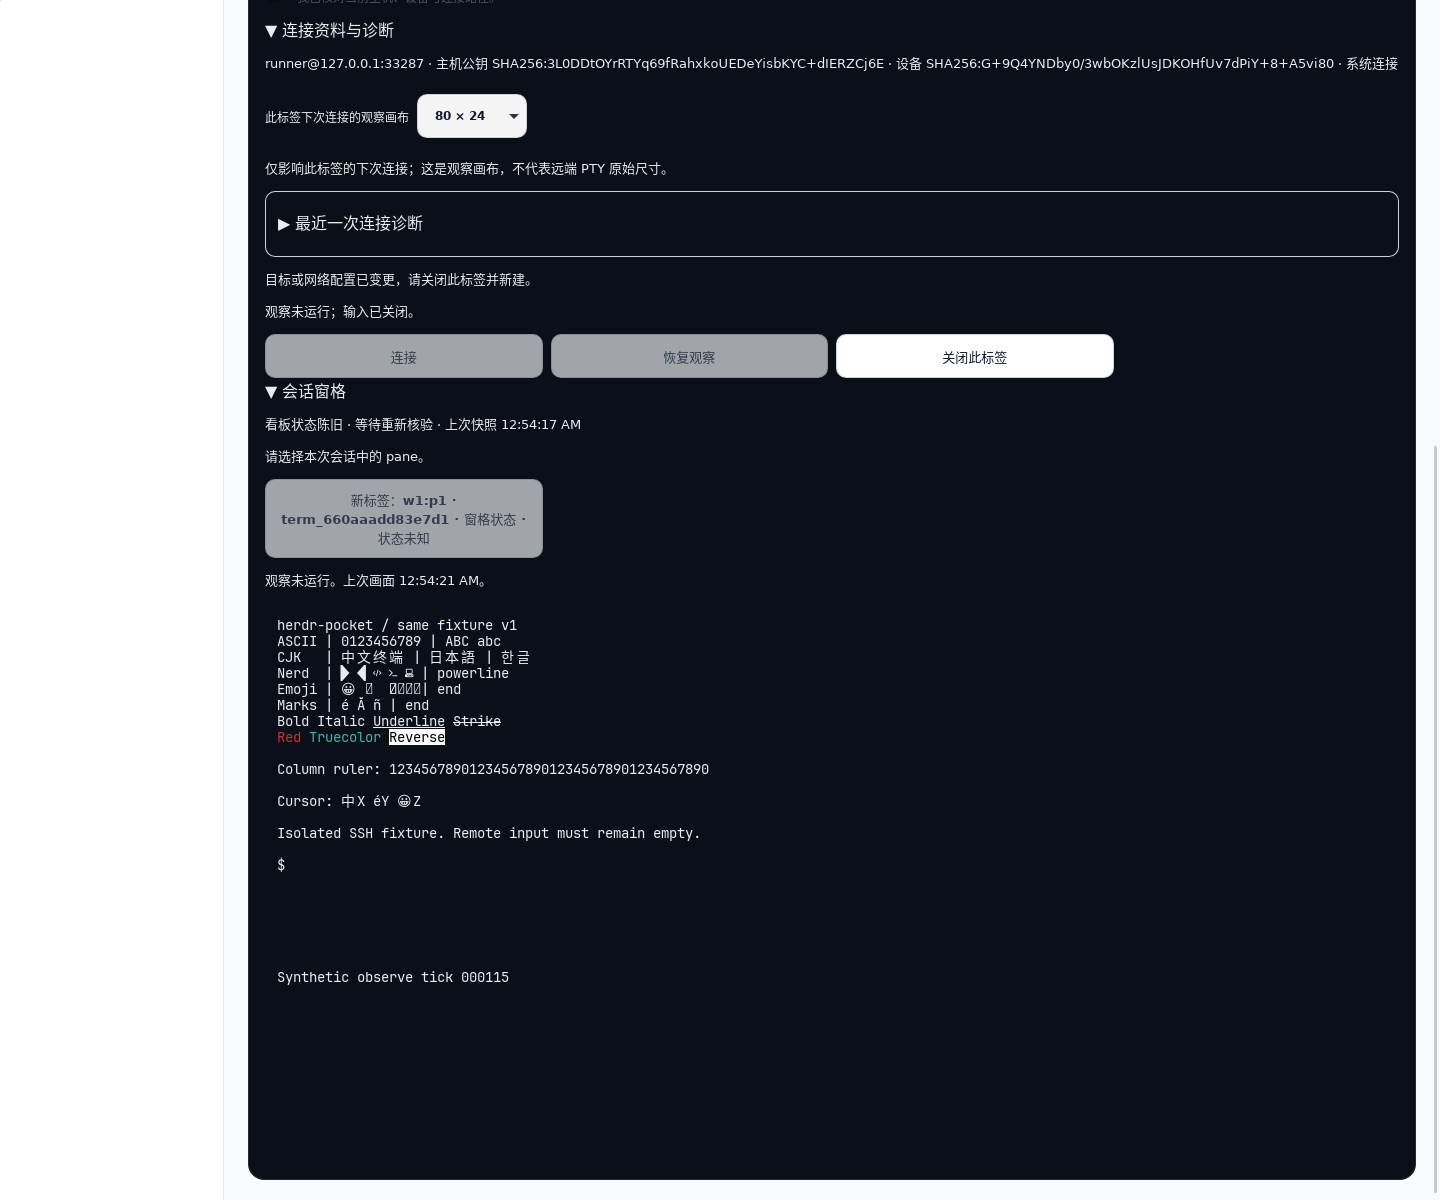 ▼ 连接资料与诊断
runner@127.0.0.1:33287 · 主机公钥 SHA256:3L0DDtOYrRTYq69fRahxkoUEDeYisbKYC+dIERZCj6E · 设备 SHA256:G+9Q4YNDby0/3wbOKzlUsJDKOHfUv7dPiY+8+A5vi80 · 系统连接
此标签下次连接的观察画布 80 × 24
仅影响此标签的下次连接；这是观察画布，不代表远端 PTY 原始尺寸。
▶ 最近一次连接诊断
目标或网络配置已变更，请关闭此标签并新建。
观察未运行；输入已关闭。
连接 恢复观察 关闭此标签
▼ 会话窗格
看板状态陈旧 · 等待重新核验 · 上次快照 12:54:17 AM
请选择本次会话中的 pane。
新标签：w1:p1 ·
term_660aaadd83e7d1 · 窗格状态 ·
状态未知
观察未运行。上次画面 12:54:21 AM。
herdr-pocket / same fixture v1
ASCII | 0123456789 | ABC abc
CJK | 中文终端 | 日本語 | 한글
Nerd | | powerline
Emoji | 😀 | end
Marks | é Å ñ | end
Bold Italic Underline Strike
Red Truecolor Reverse
Column ruler: 1234567890123456789012345678901234567890
Cursor: 中X éY 😀Z
Isolated SSH fixture. Remote input must remain empty.
$
Synthetic observe tick 000115